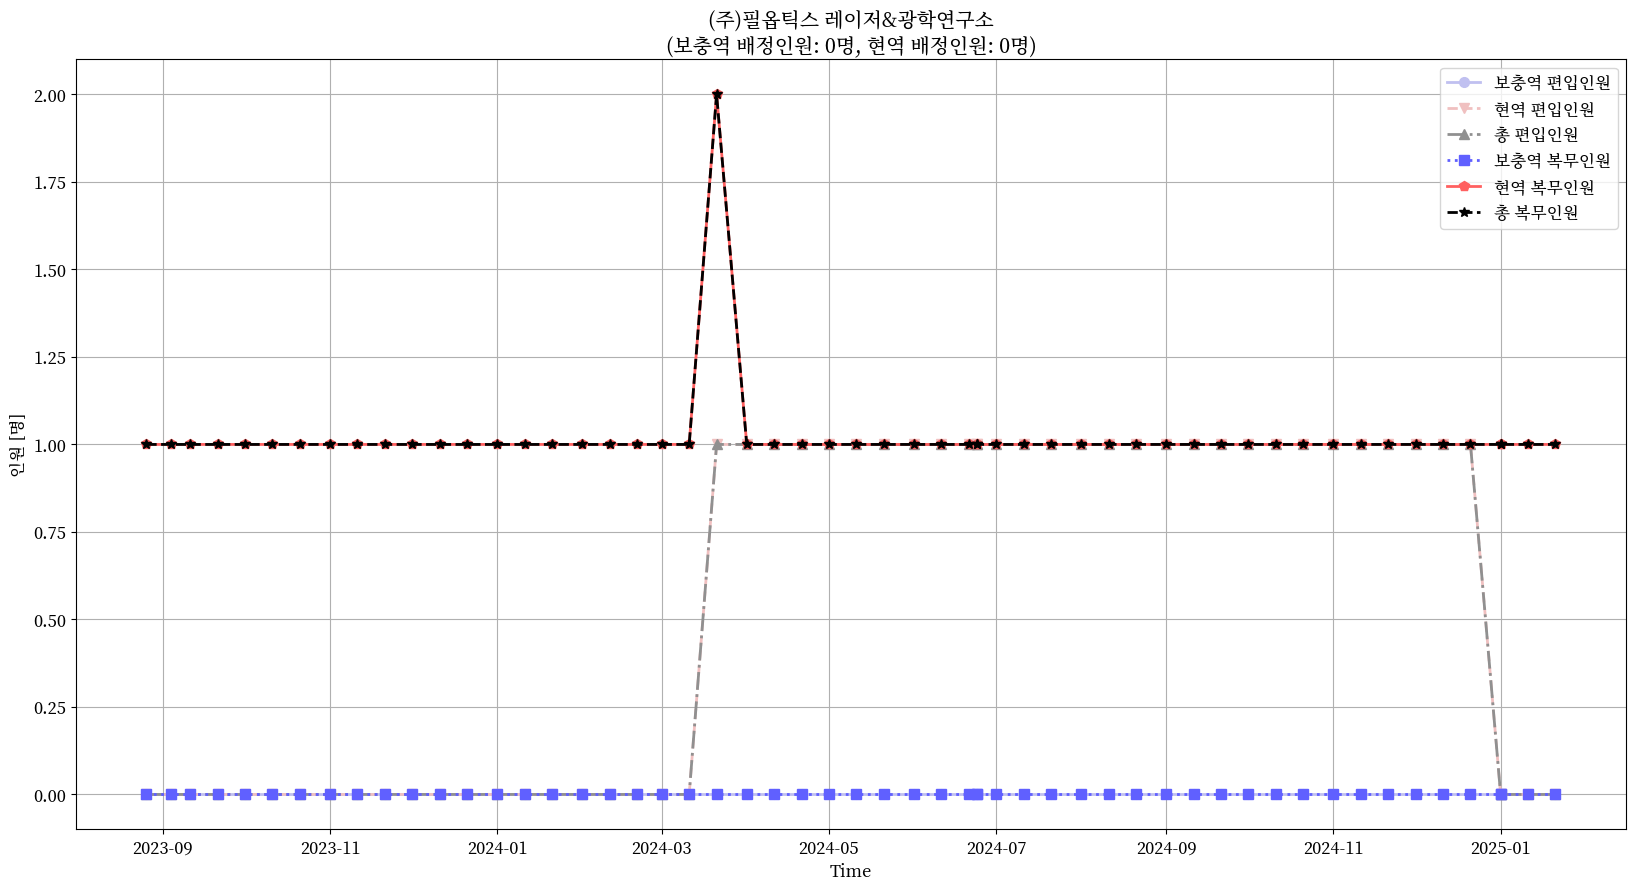 (주)필옵틱스 레이저&광학연구소
(보충역 배정인원: 0명, 현역 배정인원: 0명)
보충역 편입인원
현역 편입인원
총 편입인원
보충역 복무인원
현역 복무인원
총 복무인원
2.00
1.75
1.50
1.25
1.00
0.75
0.50
0.25
0.00
인원 [명]
2023-09
2023-11
2024-01
2024-03
2024-05
2024-07
2024-09
2024-11
2025-01
Time